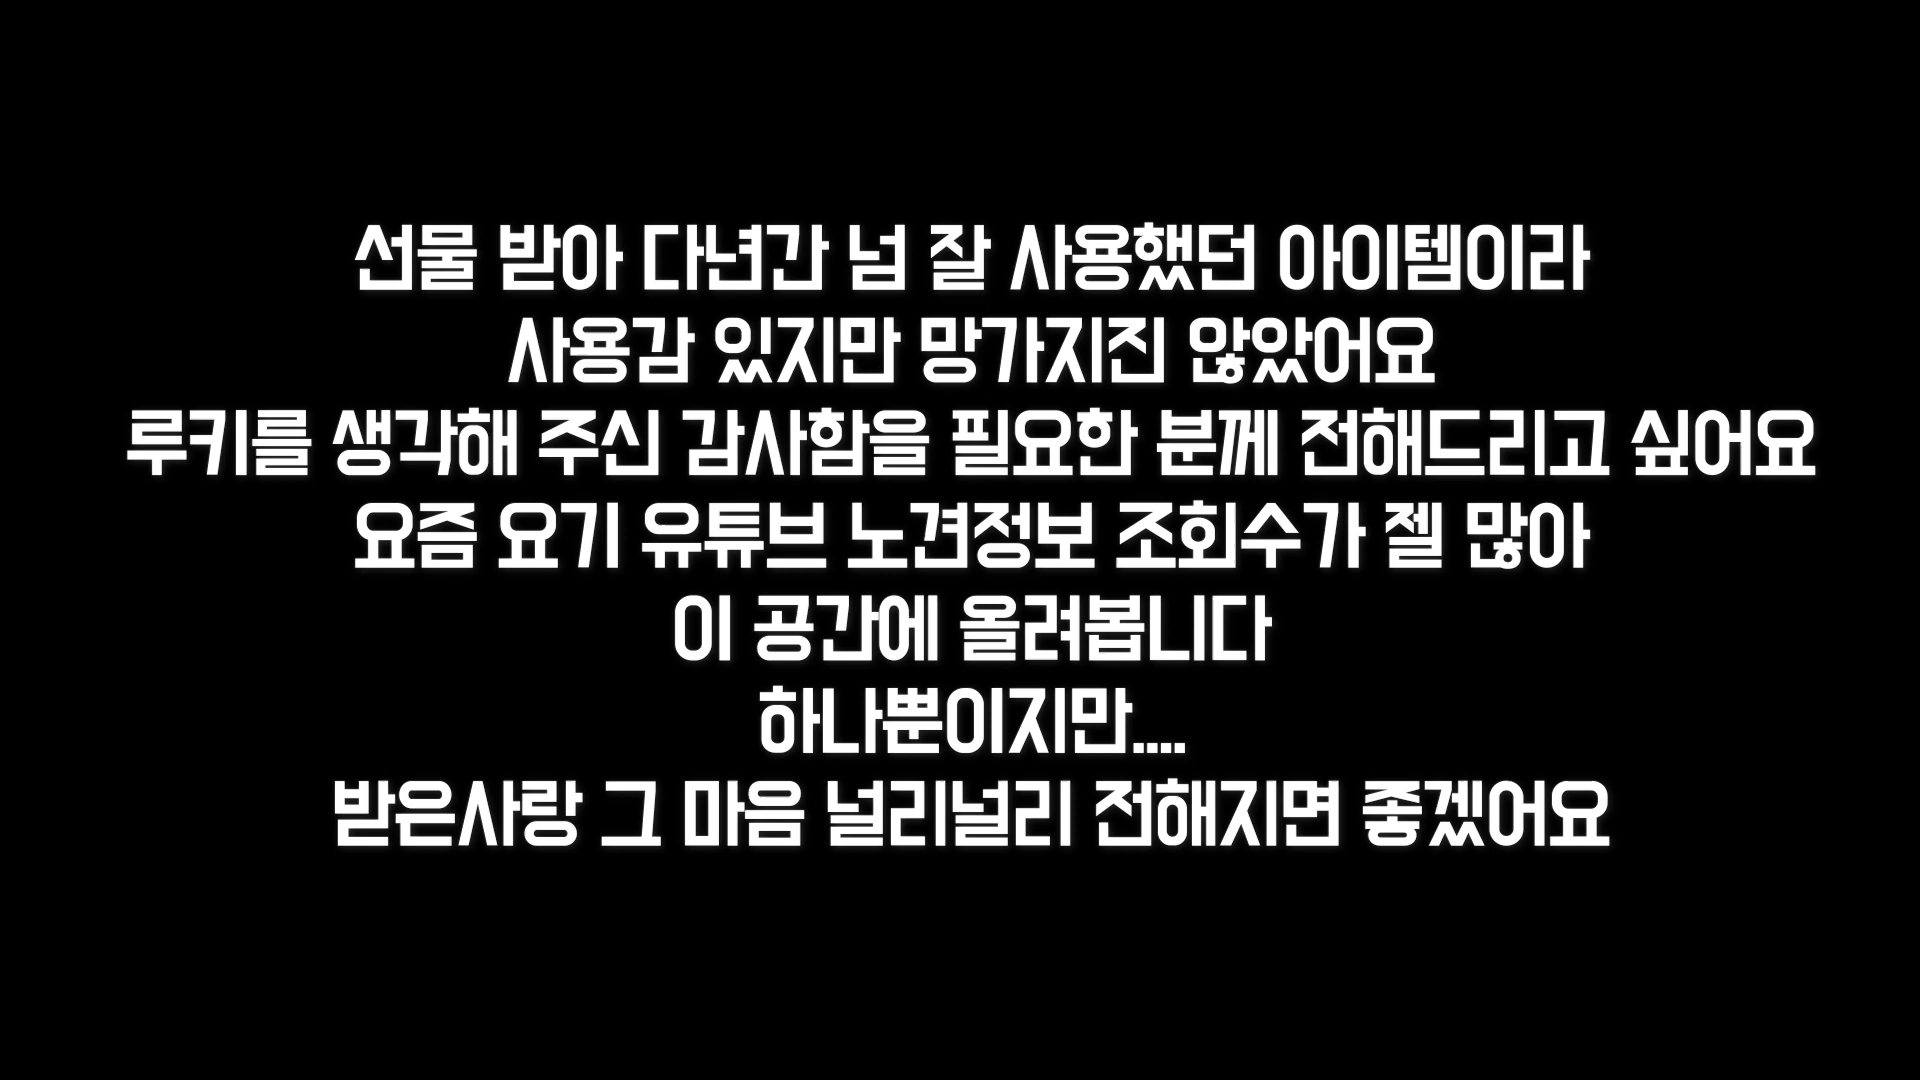 선물 받아 다년간 넘 잘 사용했던 아이템이라
사용감 있지만 망가지진 않았어요
루키를 생각해 주신 감사함을 필요한 분께 전해드리고 싶어요
요즘 요기 유튜브 노견정보 조회수가 젤 많아
이 공간에 올려봅니다
하나뿐이지만....
받은사랑 그 마음 널리널리 전해지면 좋겠어요